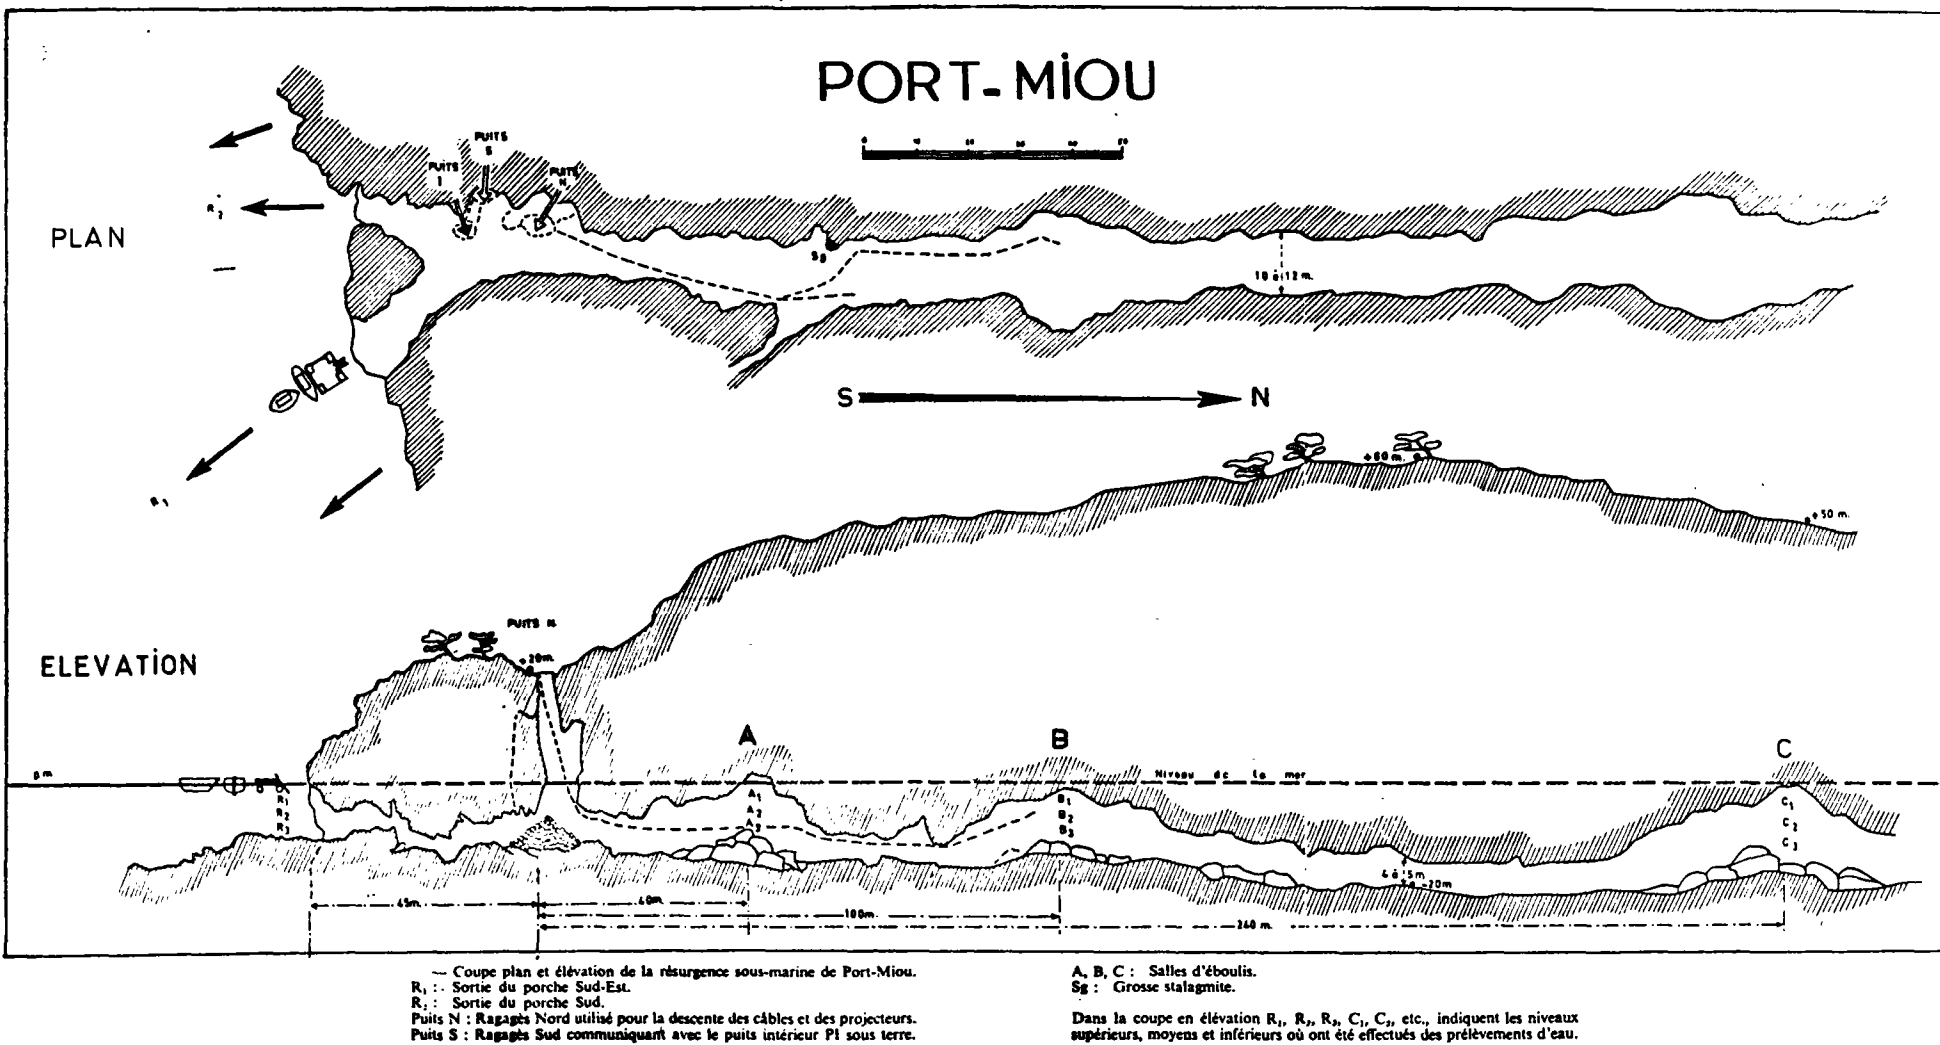 PORT-MiOU
PUITS
S
PUITS
I
PUITS
N
R2
PLAN
Sg
10 à 12 m.
S N
R1
+60 m.
+50 m.
PUITS N.
ELEVATiON
+20m.
A
B
C
0 m
Niveau de la mer
R1
R2
R3
A1
A2
A3
B1
B2
B3
C1
C2
C3
4 à 5m
-20m
45m.
40m.
100m.
240 m.
— Coupe plan et élévation de la résurgence sous-marine de Port-Miou.
R1 : Sortie du porche Sud-Est.
R2 : Sortie du porche Sud.
Puits N : Ragagès Nord utilisé pour la descente des câbles et des projecteurs.
Puits S : Ragagès Sud communiquant avec le puits intérieur PI sous terre.
A, B, C : Salles d'éboulis.
Sg : Grosse stalagmite.
Dans la coupe en élévation R1, R2, R3, C1, C2, etc., indiquent les niveaux
supérieurs, moyens et inférieurs où ont été effectués des prélèvements d'eau.